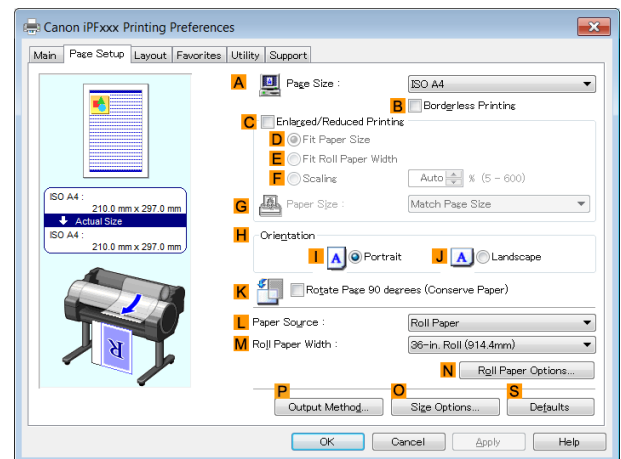 Canon iPFxxx Printing Preferences
Main Page Setup Layout Favorites Utility Support
A Page Size : ISO A4
B Borderless Printing
C Enlarged/Reduced Printing
D Fit Paper Size
E Fit Roll Paper Width
F Scaling Auto % (5 - 600)
G Paper Size : Match Page Size
ISO A4 :
210.0 mm x 297.0 mm
Actual Size
ISO A4 :
210.0 mm x 297.0 mm
H Orientation
I A Portrait J A Landscape
K Rotate Page 90 degrees (Conserve Paper)
L Paper Source : Roll Paper
M Roll Paper Width : 36-in. Roll (914.4mm)
R
N Roll Paper Options...
P O S
Output Method... Size Options... Defaults
OK Cancel Apply Help